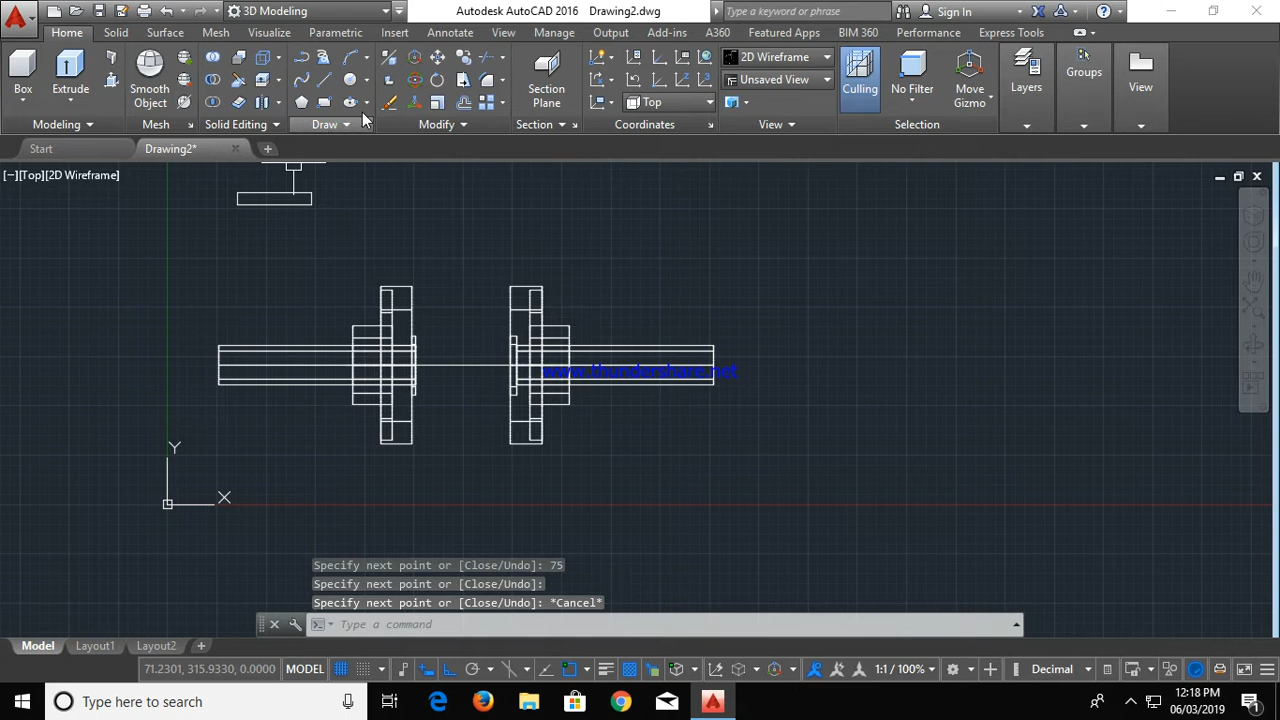 3D Modeling
Autodesk AutoCAD 2016 Drawing2.dwg
Type a keyword or phrase
Sign In
Home Solid Surface Mesh Visualize Parametric Insert Annotate View Manage Output Add-ins A360 Featured Apps BIM 360 Performance Express Tools
Box
Extrude
Smooth
Object
Section
Plane
2D Wireframe
Unsaved View
Top
Culling
No Filter
Move
Gizmo
Layers
Groups
View
Modeling Mesh Solid Editing Draw Modify Section Coordinates View Selection
Start Drawing2*
[−][Top][2D Wireframe]
www.thundershare.net
Y
X
Specify next point or [Close/Undo]: 75
Specify next point or [Close/Undo]:
Specify next point or [Close/Undo]: *Cancel*
Type a command
Model Layout1 Layout2
71.2301, 315.9330, 0.0000 MODEL 1:1 / 100% Decimal
Type here to search
12:18 PM
06/03/2019
1